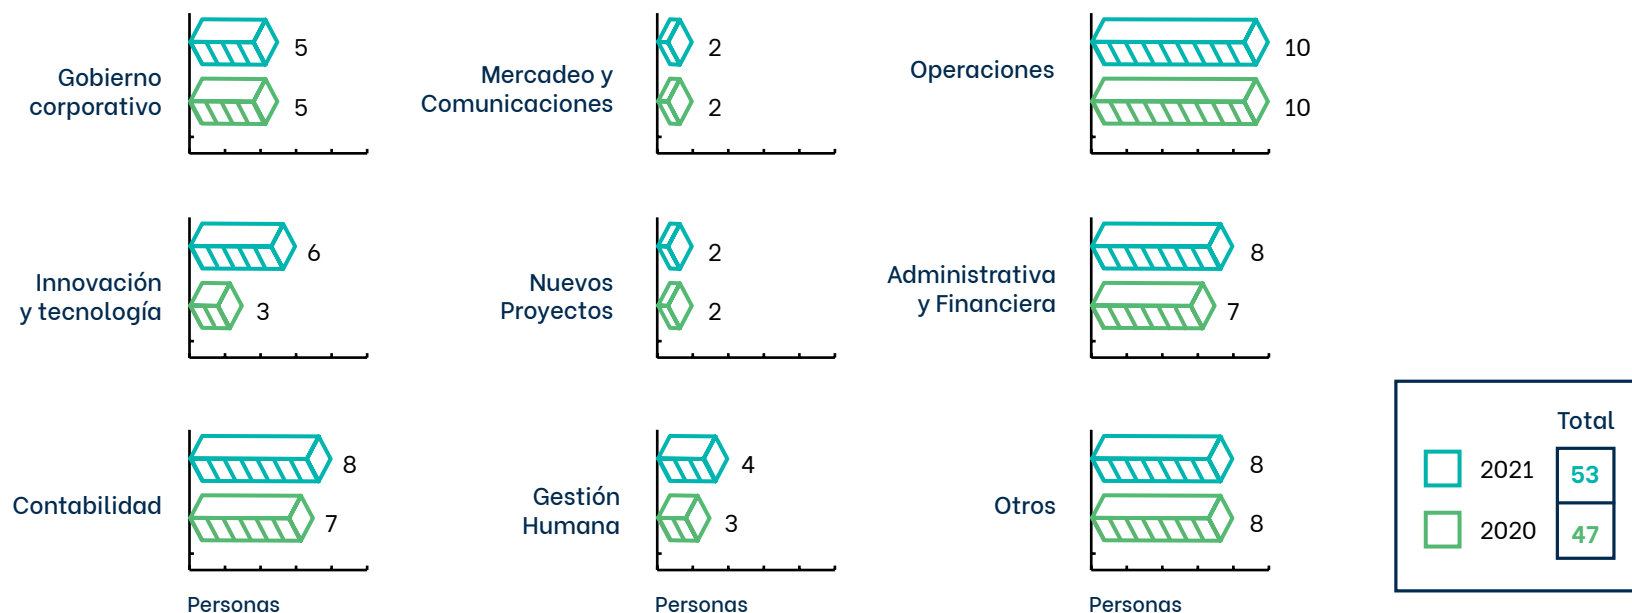 Gobierno
corporativo
5
5
Mercadeo y
Comunicaciones
2
2
Operaciones
10
10
Innovación
y tecnología
6
3
Nuevos
Proyectos
2
2
Administrativa
y Financiera
8
7
Contabilidad
8
7
Personas
Gestión
Humana
4
3
Personas
Otros
8
8
Personas
Total
2021 53
2020 47